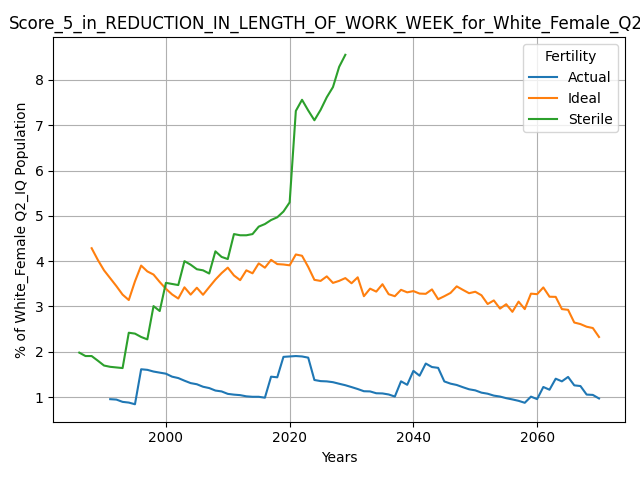 Score_5_in_REDUCTION_IN_LENGTH_OF_WORK_WEEK_for_White_Female_Q2
Fertility
Actual
Ideal
Sterile
% of White_Female Q2_IQ Population
8
7
6
5
4
3
2
1
2000 2020 2040 2060
Years